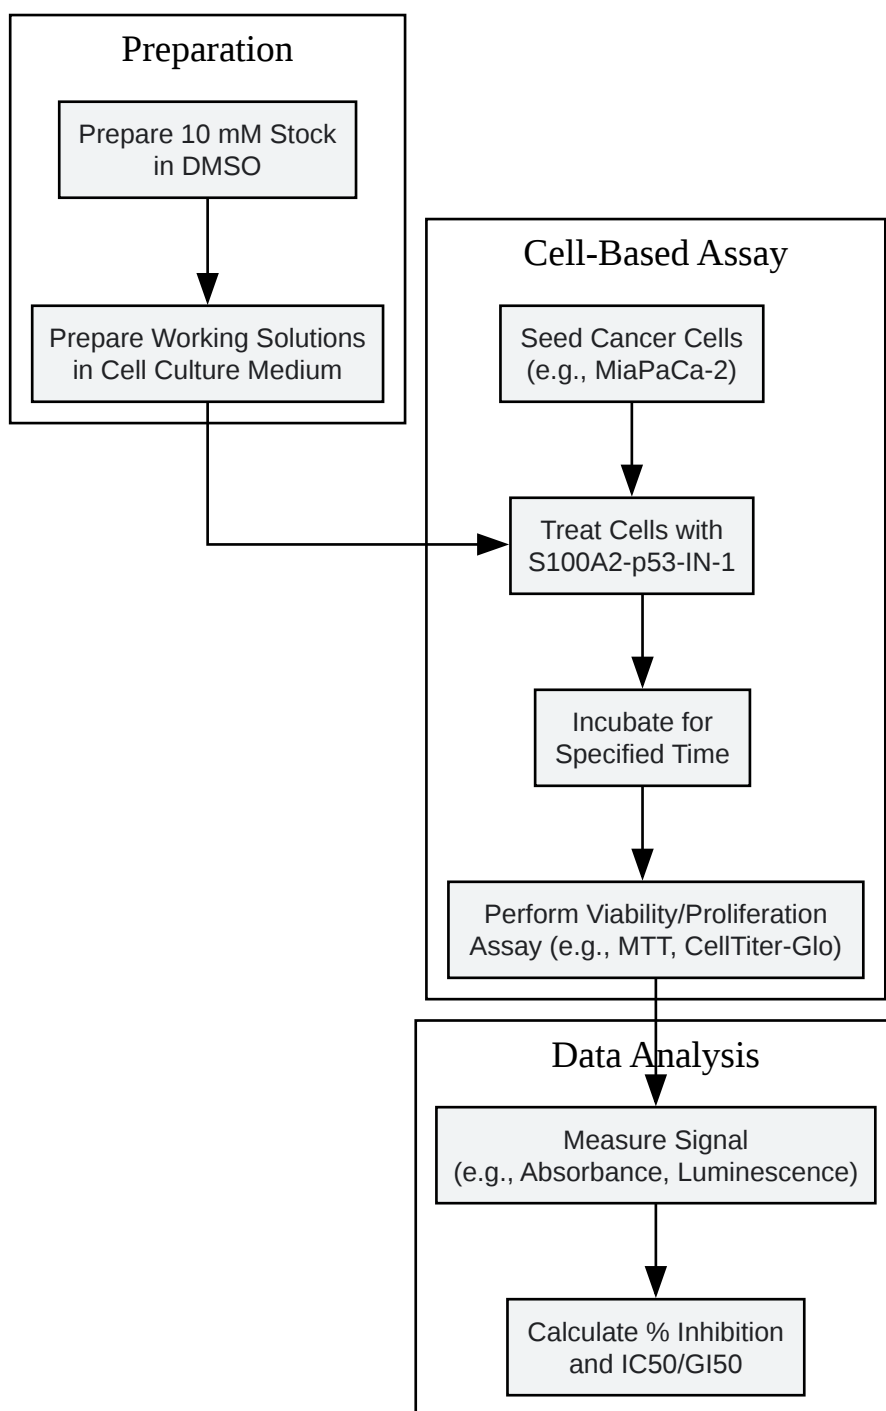 Preparation
Prepare 10 mM Stock
in DMSO
Prepare Working Solutions
in Cell Culture Medium
Cell-Based Assay
Seed Cancer Cells
(e.g., MiaPaCa-2)
Treat Cells with
S100A2-p53-IN-1
Incubate for
Specified Time
Perform Viability/Proliferation
Assay (e.g., MTT, CellTiter-Glo)
Data Analysis
Measure Signal
(e.g., Absorbance, Luminescence)
Calculate % Inhibition
and IC50/GI50